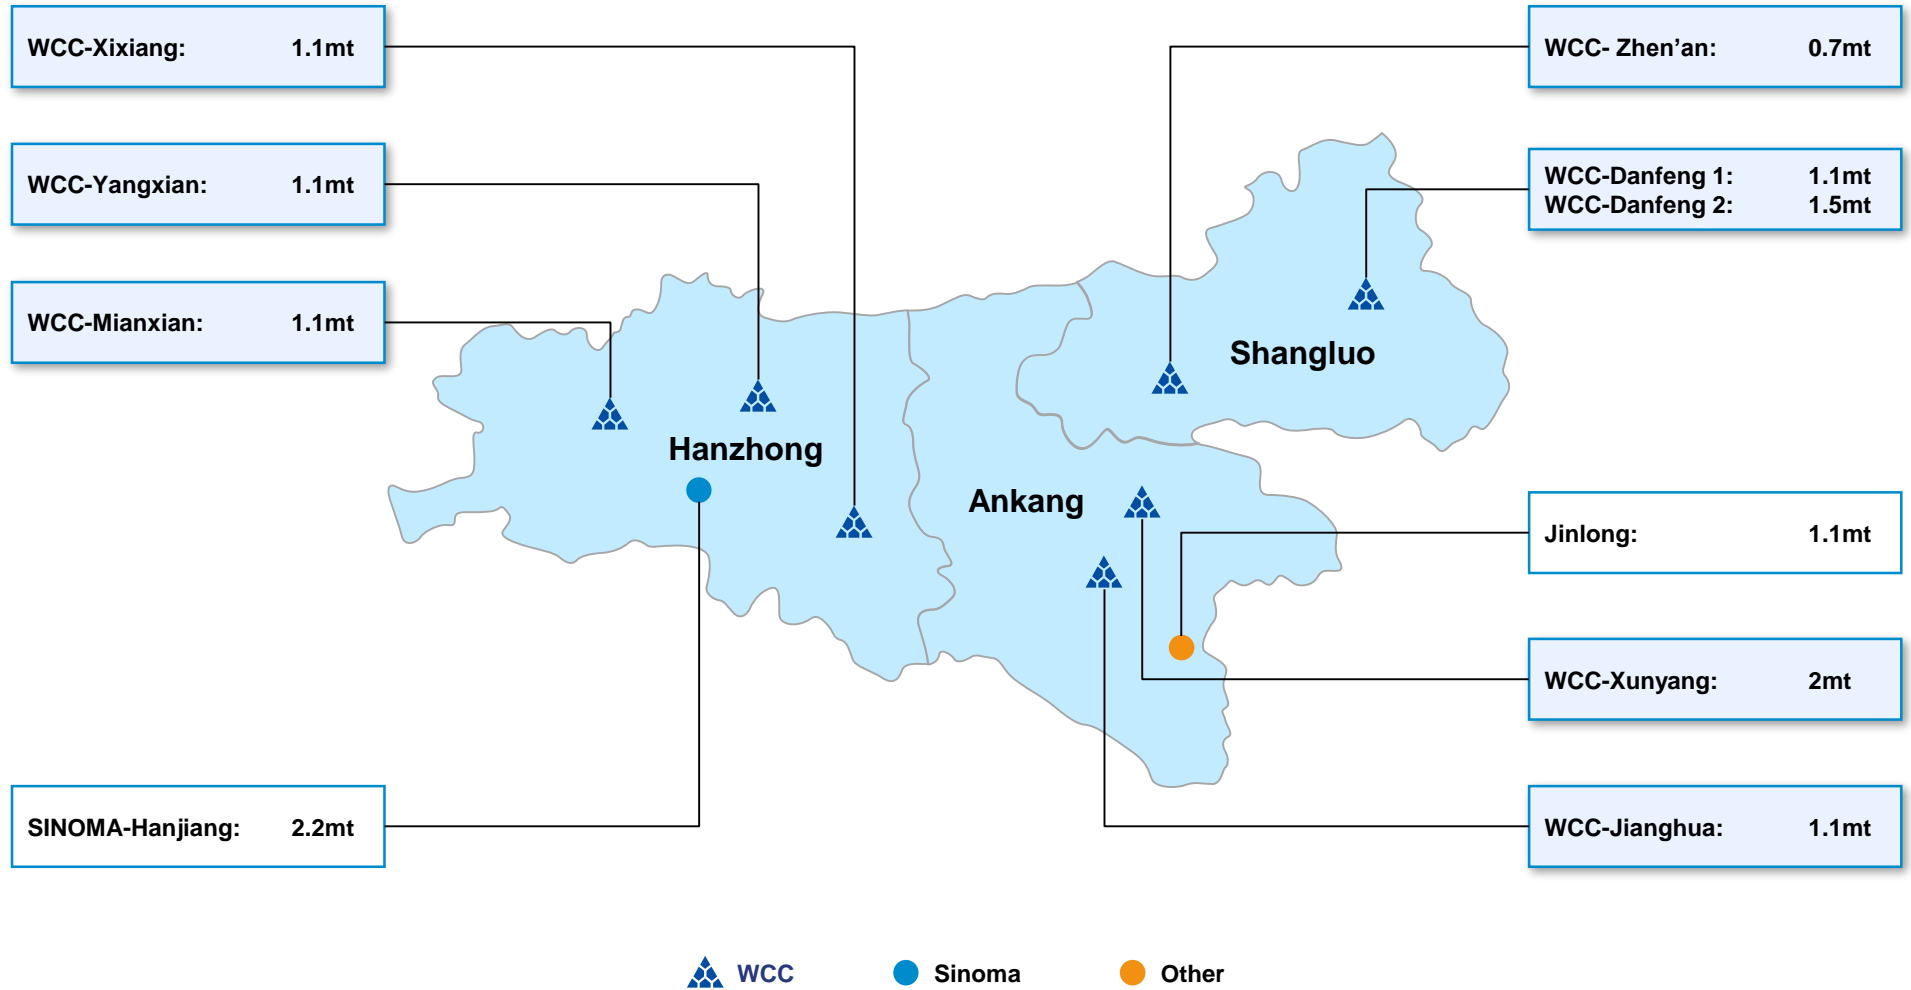 WCC-Xixiang: 1.1mt
WCC- Zhen’an: 0.7mt
WCC-Yangxian: 1.1mt
WCC-Danfeng 1: 1.1mt
WCC-Danfeng 2: 1.5mt
WCC-Mianxian: 1.1mt
Shangluo
Hanzhong
Ankang
Jinlong: 1.1mt
WCC-Xunyang: 2mt
SINOMA-Hanjiang: 2.2mt
WCC-Jianghua: 1.1mt
WCC Sinoma Other